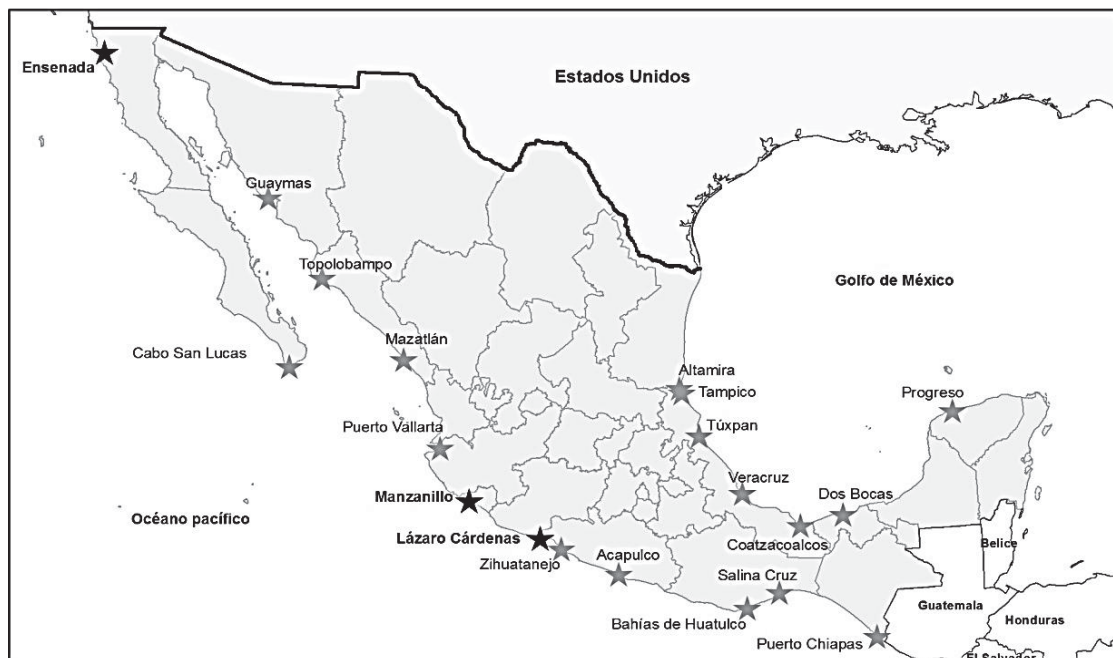 Ensenada
Estados Unidos
Guaymas
Topolobampo
Golfo de México
Mazatlán
Cabo San Lucas
Altamira
Tampico
Progreso
Puerto Vallarta
Túxpan
Veracruz
Manzanillo
Dos Bocas
Océano pacífico
Lázaro Cárdenas
Coatzacoalcos
Belice
Zihuatanejo
Acapulco
Salina Cruz
Guatemala
Bahías de Huatulco
Honduras
Puerto Chiapas
El Salvador